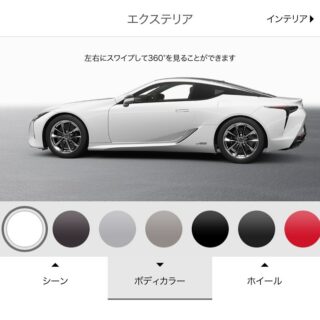 エクステリア
インテリア
左右にスワイプして360°を見ることができます
シーン
ボディカラー
ホイール